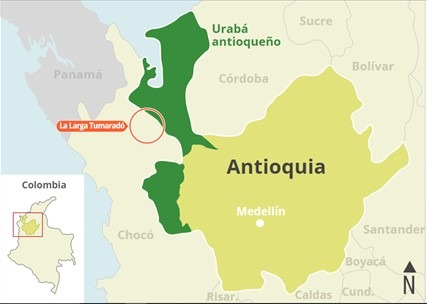 Sucre
Urabá
antioqueño
Panamá
Córdoba
Bolívar
La Larga Tumaradó
Antioquia
Colombia
Medellín
Chocó
Santander
Boyacá
Risar.
Caldas
Cund.
N